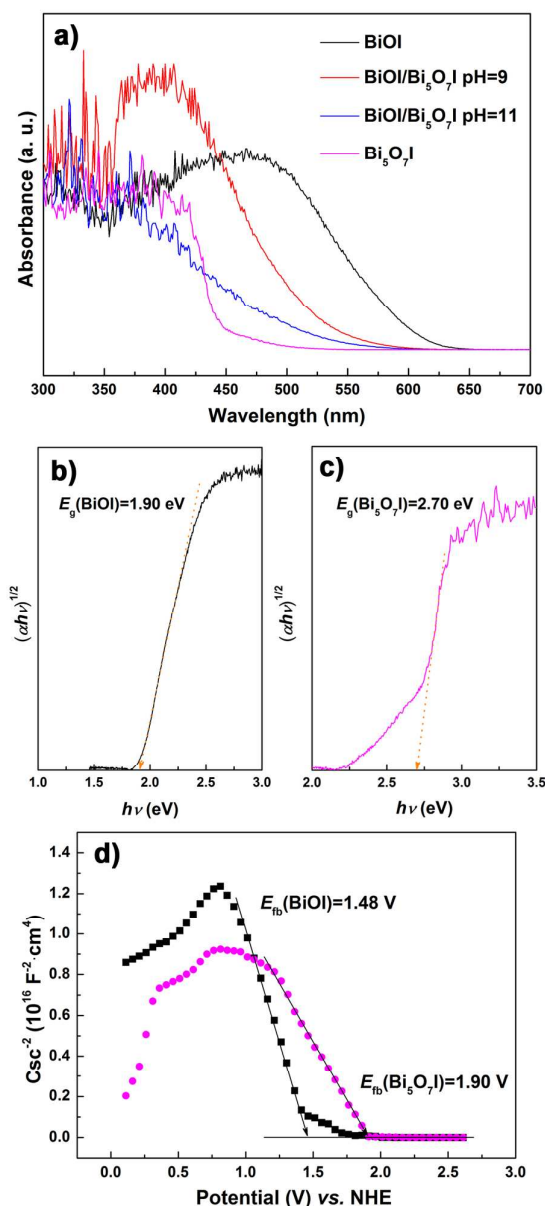 a)
BiOI
BiOI/Bi₅O₇I pH=9
BiOI/Bi₅O₇I pH=11
Bi₅O₇I
Absorbance (a. u.)
300 350 400 450 500 550 600 650 700
Wavelength (nm)
b)
E_g(BiOI)=1.90 eV
(αhν)^1/2
1.0 1.5 2.0 2.5 3.0
hν (eV)
c)
E_g(Bi₅O₇I)=2.70 eV
(αhν)^1/2
2.0 2.5 3.0 3.5
hν (eV)
d)
1.4
1.2
1.0
0.8
0.6
0.4
0.2
0.0
Csc⁻² (10¹⁶ F⁻²·cm⁴)
E_fb(BiOI)=1.48 V
E_fb(Bi₅O₇I)=1.90 V
0.0 0.5 1.0 1.5 2.0 2.5 3.0
Potential (V) vs. NHE